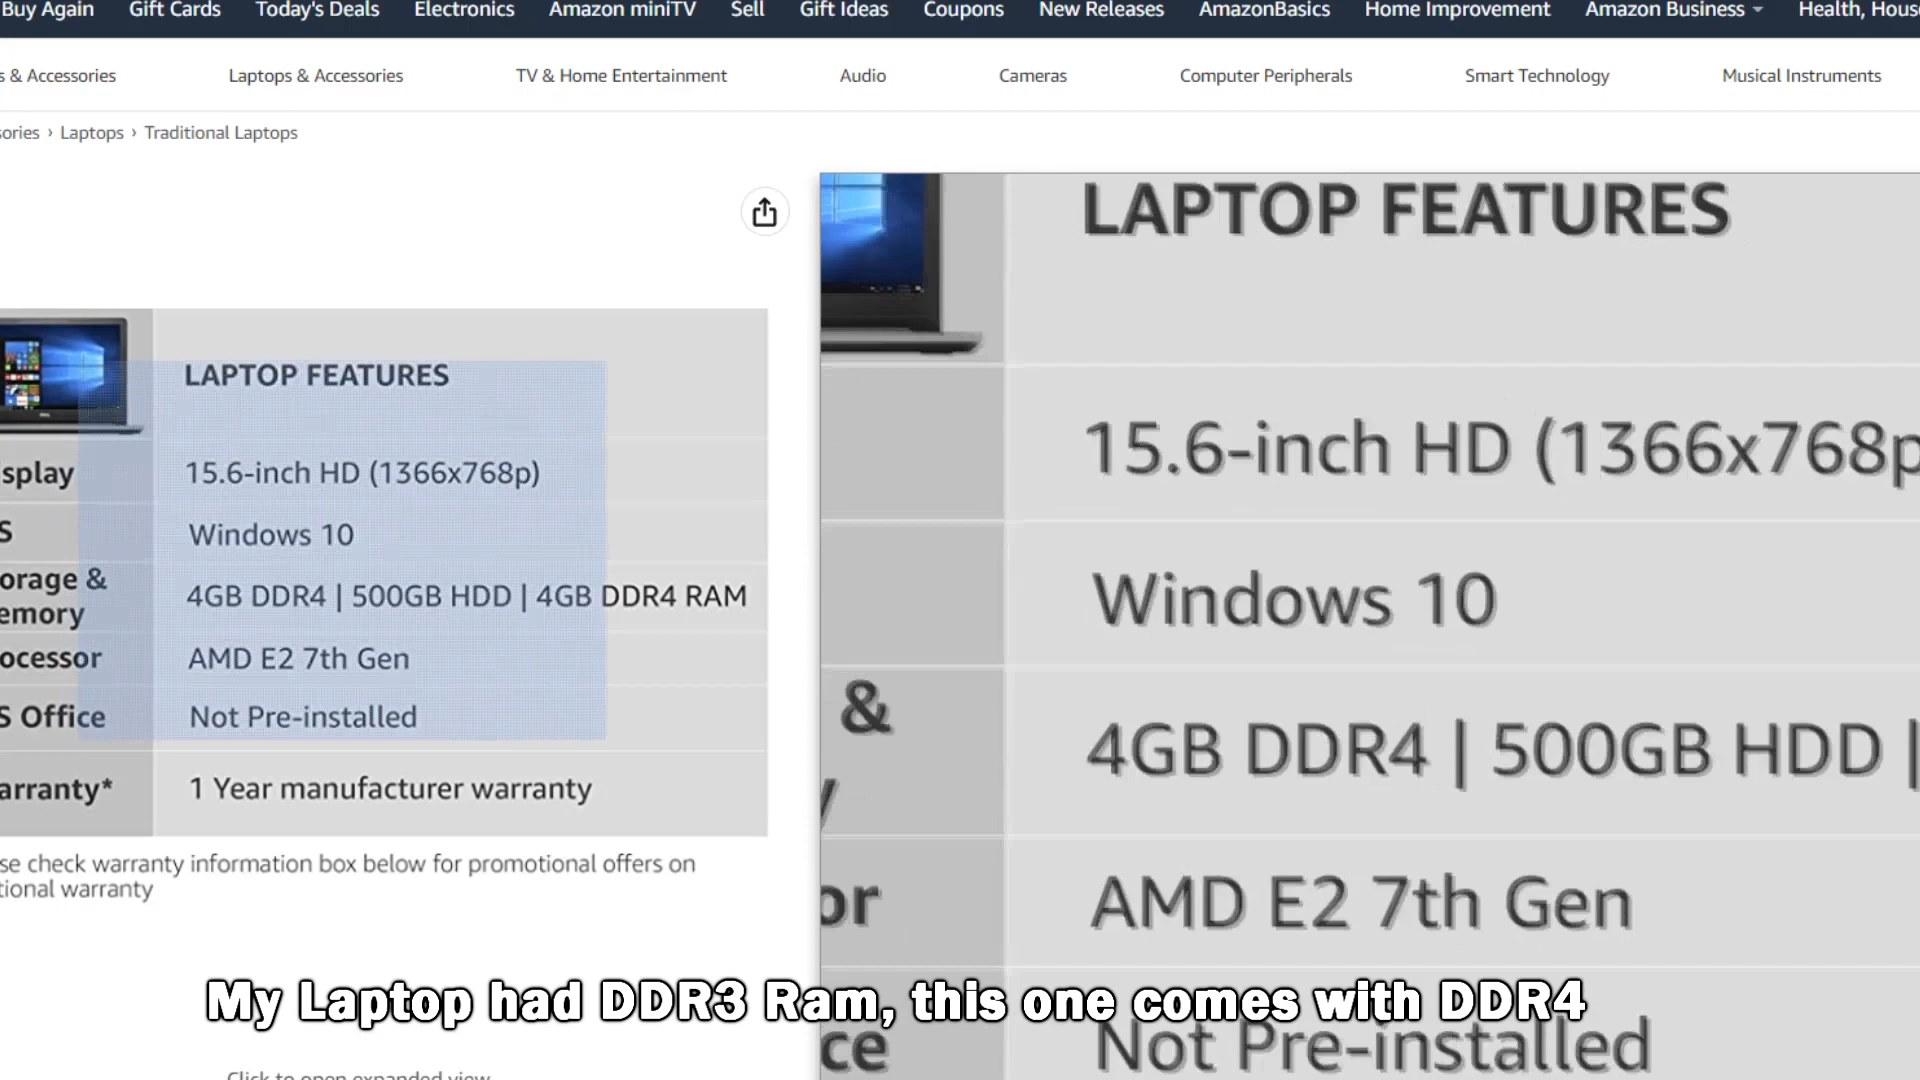 Buy Again Gift Cards Today's Deals Electronics Amazon miniTV Sell Gift Ideas Coupons New Releases AmazonBasics Home Improvement Amazon Business Health, Hous
s & Accessories Laptops & Accessories TV & Home Entertainment Audio Cameras Computer Peripherals Smart Technology Musical Instruments
sories › Laptops › Traditional Laptops
LAPTOP FEATURES
splay 15.6-inch HD (1366x768p)
S Windows 10
orage &
emory 4GB DDR4 | 500GB HDD | 4GB DDR4 RAM
ocessor AMD E2 7th Gen
S Office Not Pre-installed
arranty* 1 Year manufacturer warranty
se check warranty information box below for promotional offers on
tional warranty
Click to open expanded view
LAPTOP FEATURES
15.6-inch HD (1366x768p
Windows 10
& 4GB DDR4 | 500GB HDD |
y
or AMD E2 7th Gen
ce Not Pre-installed
My Laptop had DDR3 Ram, this one comes with DDR4